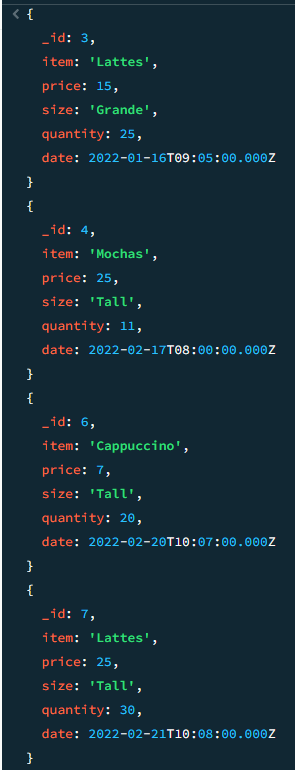 {
_id: 3,
item: 'Lattes',
price: 15,
size: 'Grande',
quantity: 25,
date: 2022-01-16T09:05:00.000Z
}
{
_id: 4,
item: 'Mochas',
price: 25,
size: 'Tall',
quantity: 11,
date: 2022-02-17T08:00:00.000Z
}
{
_id: 6,
item: 'Cappuccino',
price: 7,
size: 'Tall',
quantity: 20,
date: 2022-02-20T10:07:00.000Z
}
{
_id: 7,
item: 'Lattes',
price: 25,
size: 'Tall',
quantity: 30,
date: 2022-02-21T10:08:00.000Z
}